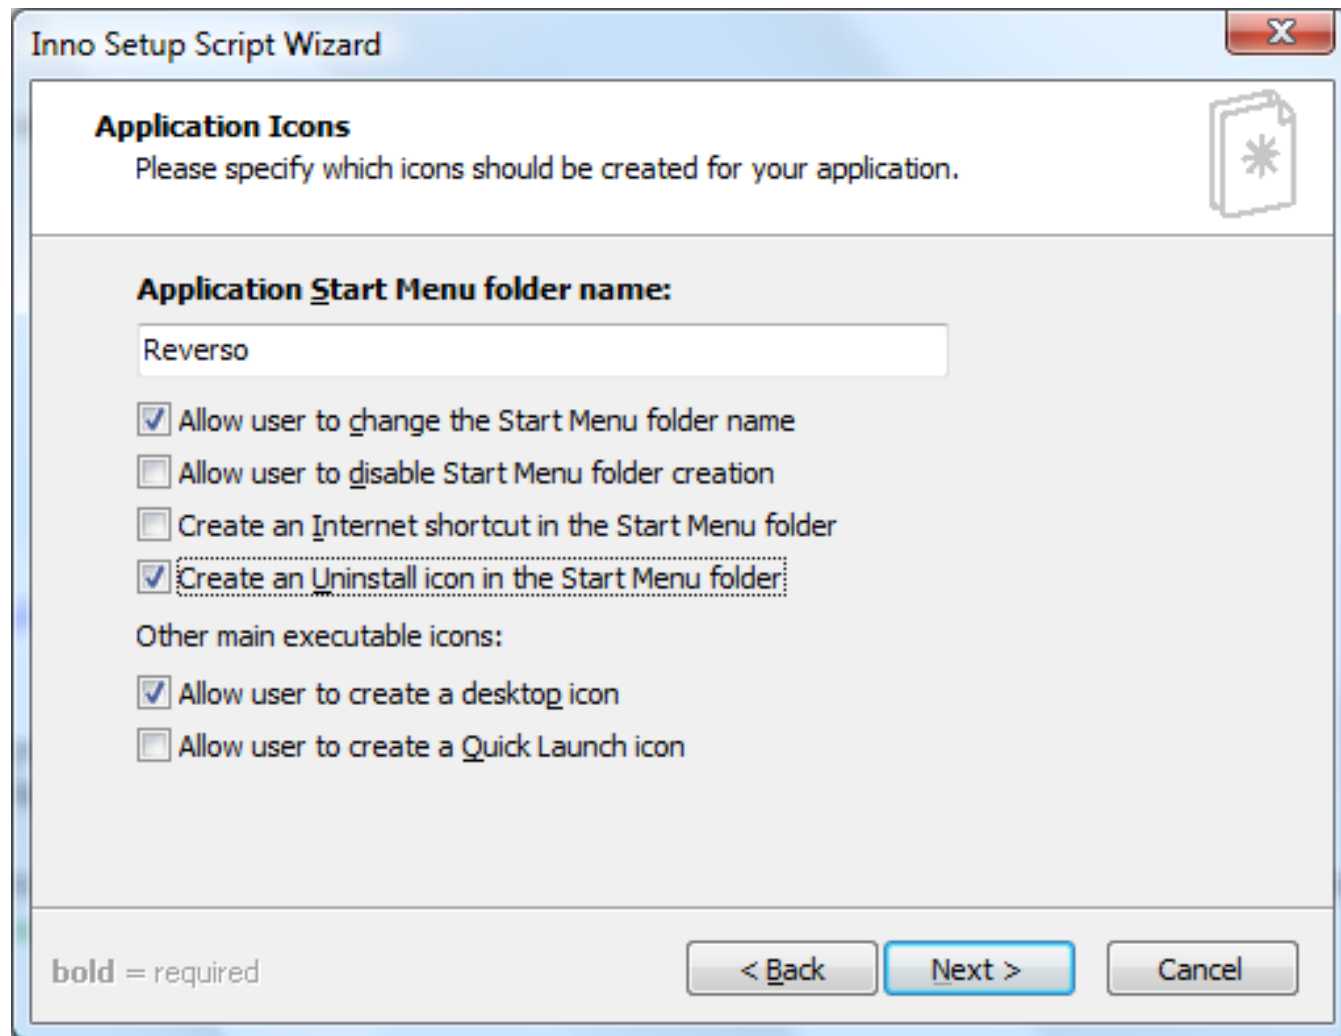 Inno Setup Script Wizard
Application Icons
Please specify which icons should be created for your application.
Application Start Menu folder name:
Reverso
Allow user to change the Start Menu folder name
Allow user to disable Start Menu folder creation
Create an Internet shortcut in the Start Menu folder
Create an Uninstall icon in the Start Menu folder
Other main executable icons:
Allow user to create a desktop icon
Allow user to create a Quick Launch icon
bold = required
< Back
Next >
Cancel